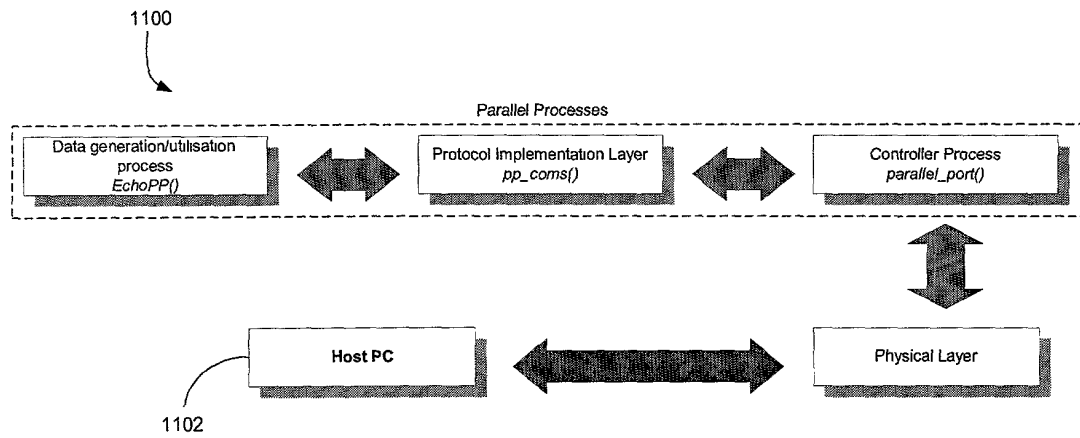 1100
Parallel Processes
Data generation/utilisation
process
EchoPP()
Protocol Implementation Layer
pp_coms()
Controller Process
parallel_port()
Host PC
Physical Layer
1102